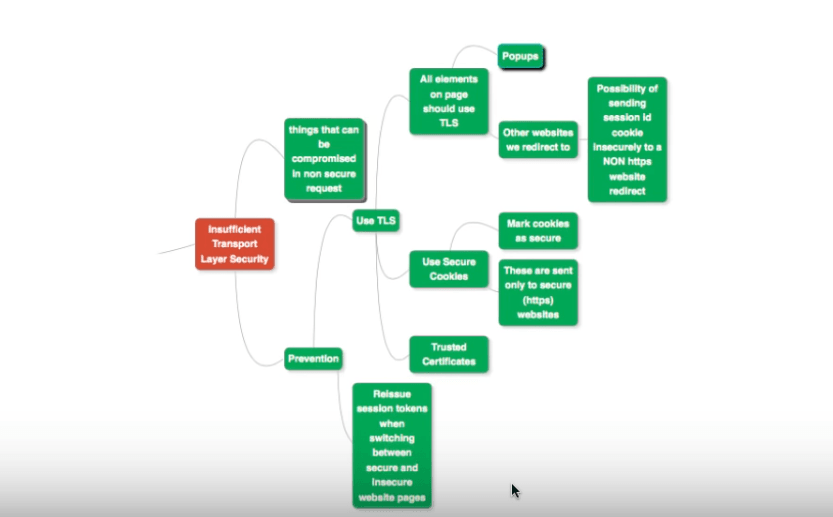 Popups
All elements
on page
should use
TLS
Possibility of
sending
session id
cookie
insecurely to a
NON https
website
redirect
Other websites
we redirect to
things that can
be
compromised
in non secure
request
Use TLS
Insufficient
Transport
Layer Security
Mark cookies
as secure
Use Secure
Cookies
These are sent
only to secure
(https)
websites
Trusted
Certificates
Prevention
Reissue
session tokens
when
switching
between
secure and
insecure
website pages